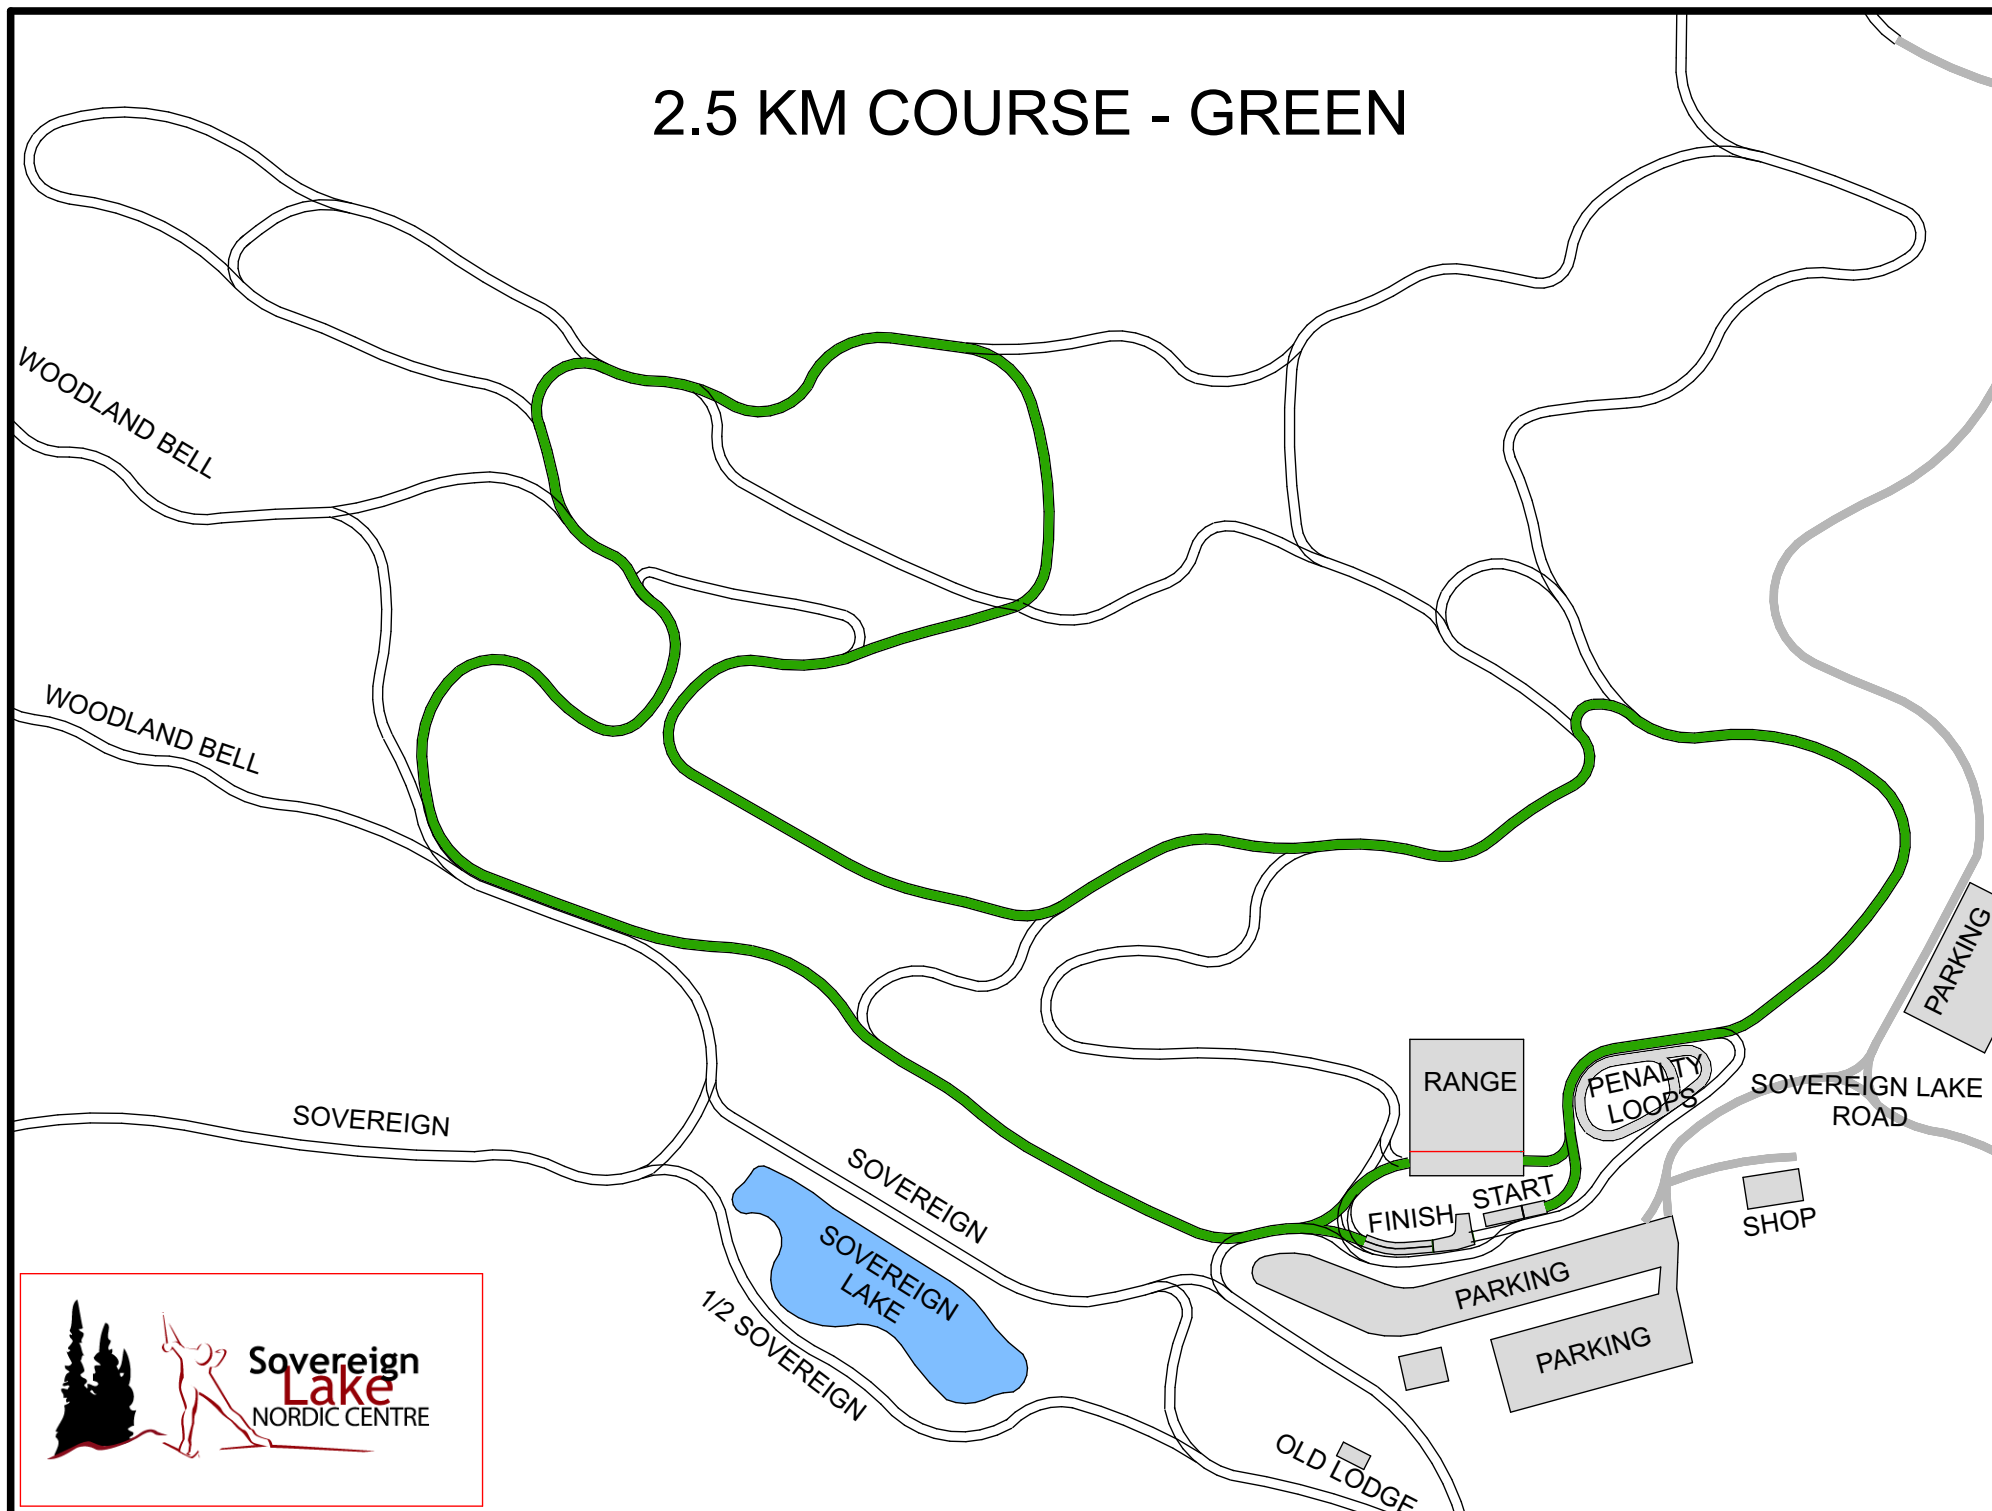 2.5 KM COURSE - GREEN
WOODLAND BELL
WOODLAND BELL
PARKING
RANGE
PENALTY
LOOPS
SOVEREIGN LAKE
ROAD
SOVEREIGN
SOVEREIGN
START
FINISH
SHOP
SOVEREIGN
LAKE
PARKING
1/2 SOVEREIGN
PARKING
Sovereign
Lake
NORDIC CENTRE
OLD LODGE